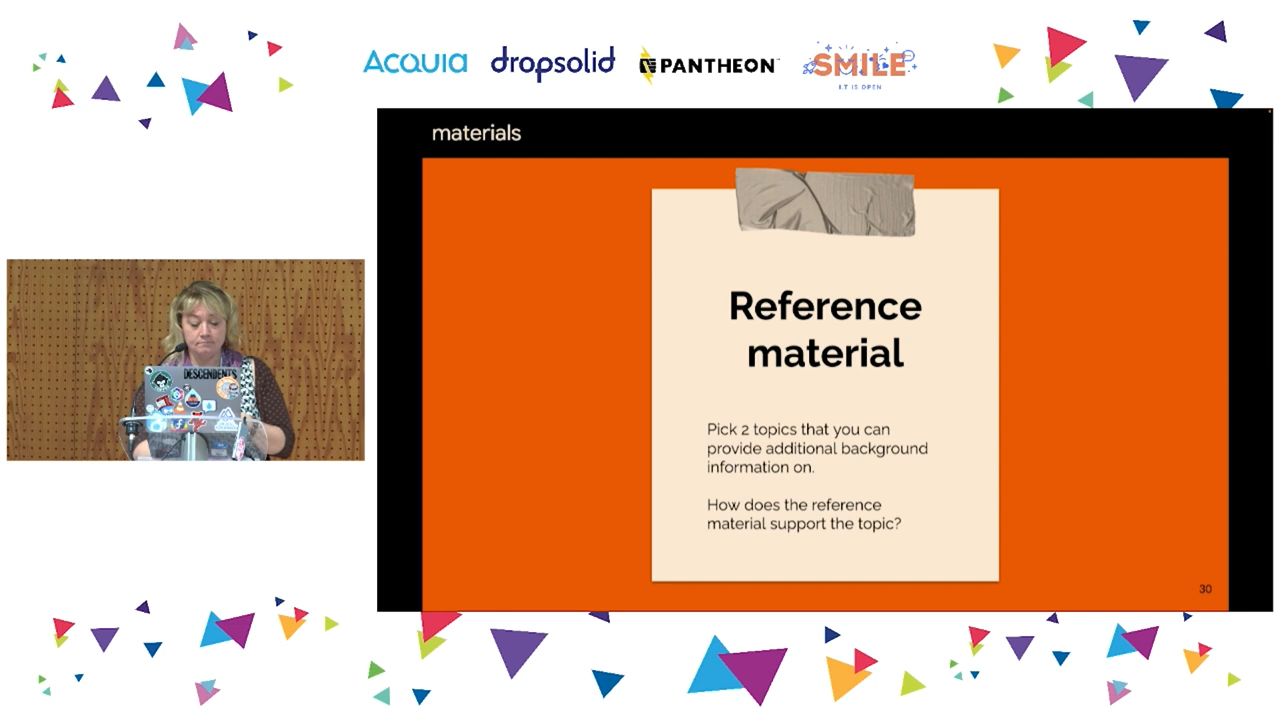 ACQUIA
dropsolid
PANTHEON
SMILE
I.T IS OPEN
materials
Reference
material
Pick 2 topics that you can
provide additional background
information on.
How does the reference
material support the topic?
30
DESCENDENTS